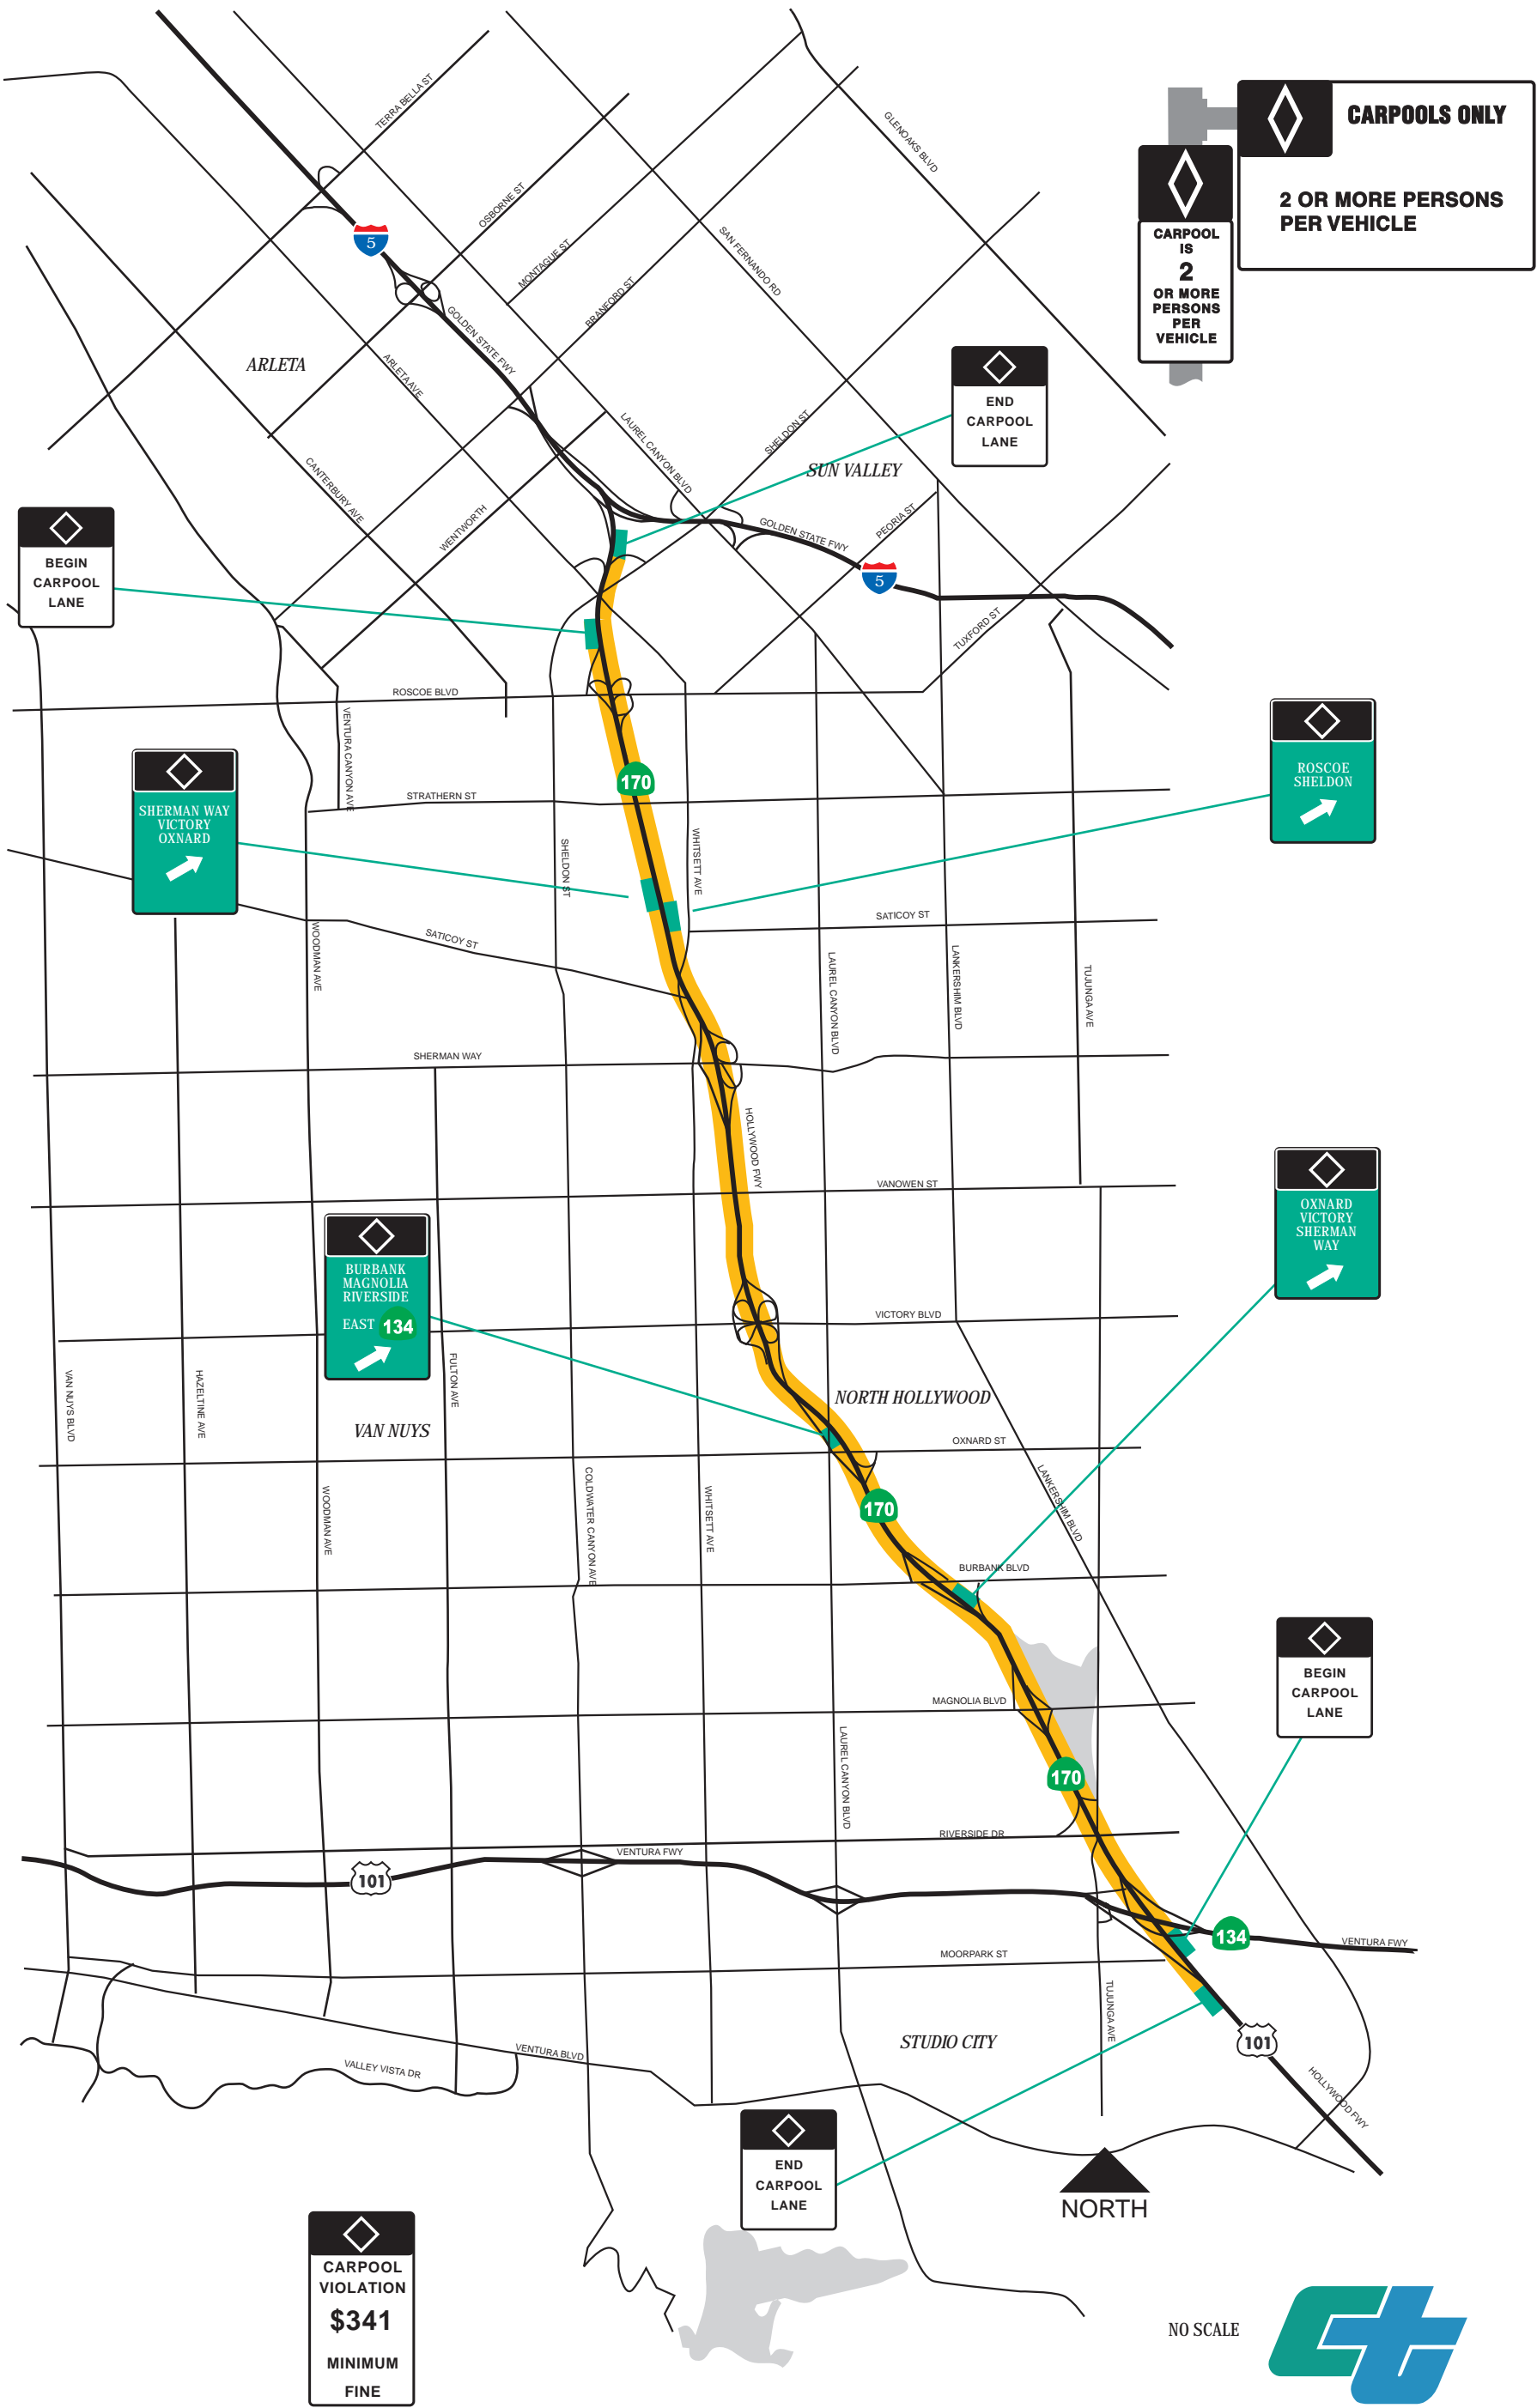 TERRA BELLA ST
GLENOAKS BLVD
CARPOOLS ONLY
2 OR MORE PERSONS
PER VEHICLE
CARPOOL
IS
2
OR MORE
PERSONS
PER
VEHICLE
OSBORNE ST
5
MONTAGUE ST
SAN FERNANDO RD
BRANFORD ST
GOLDEN STATE FWY
ARLETA
ARLETA AVE
END
CARPOOL
LANE
LAUREL CANYON BLVD
SHELDON ST
SUN VALLEY
CANTERBURY AVE
WENTWORTH
GOLDEN STATE FWY
PEORIA ST
5
BEGIN
CARPOOL
LANE
TUXFORD ST
ROSCOE BLVD
VENTURA CANYON AVE
170
STRATHERN ST
ROSCOE
SHELDON
SHERMAN WAY
VICTORY
OXNARD
SHELDON ST
WHITSETT AVE
SATICOY ST
SATICOY ST
WOODMAN AVE
LAUREL CANYON BLVD
LANKERSHIM BLVD
TUJUNGA AVE
SHERMAN WAY
HOLLYWOOD FWY
VANOWEN ST
OXNARD
VICTORY
SHERMAN
WAY
BURBANK
MAGNOLIA
RIVERSIDE
EAST 134
VICTORY BLVD
VAN NUYS BLVD
HAZELTINE AVE
FULTON AVE
NORTH HOLLYWOOD
VAN NUYS
OXNARD ST
WOODMAN AVE
COLDWATER CANYON AVE
WHITSETT AVE
170
LANKERSHIM BLVD
BURBANK BLVD
BEGIN
CARPOOL
LANE
MAGNOLIA BLVD
LAUREL CANYON BLVD
170
RIVERSIDE DR
VENTURA FWY
101
134
VENTURA FWY
MOORPARK ST
TUJUNGA AVE
STUDIO CITY
101
VENTURA BLVD
VALLEY VISTA DR
HOLLYWOOD FWY
END
CARPOOL
LANE
NORTH
CARPOOL
VIOLATION
$341
MINIMUM
FINE
NO SCALE
ct